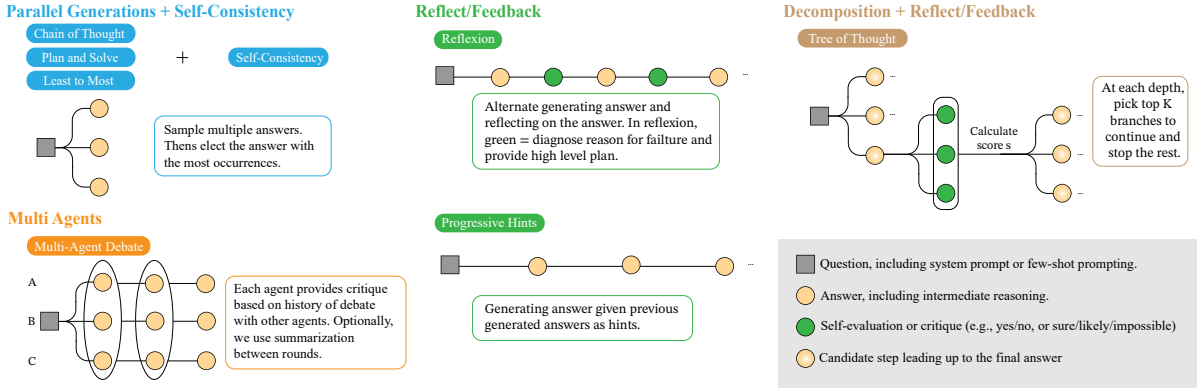 Parallel Generations + Self-Consistency
Chain of Thought
Plan and Solve
Least to Most
+
Self-Consistency
Sample multiple answers.
Thens elect the answer with
the most occurrences.
Multi Agents
Multi-Agent Debate
A
B
C
Each agent provides critique
based on history of debate
with other agents. Optionally,
we use summarization
between rounds.
Reflect/Feedback
Reflexion
...
Alternate generating answer and
reflecting on the answer. In reflexion,
green = diagnose reason for failture and
provide high level plan.
Progressive Hints
...
Generating answer given previous
generated answers as hints.
Decomposition + Reflect/Feedback
Tree of Thought
...
...
Calculate
score s
...
...
...
At each depth,
pick top K
branches to
continue and
stop the rest.
Question, including system prompt or few-shot prompting.
Answer, including intermediate reasoning.
Self-evaluation or critique (e.g., yes/no, or sure/likely/impossible)
Candidate step leading up to the final answer